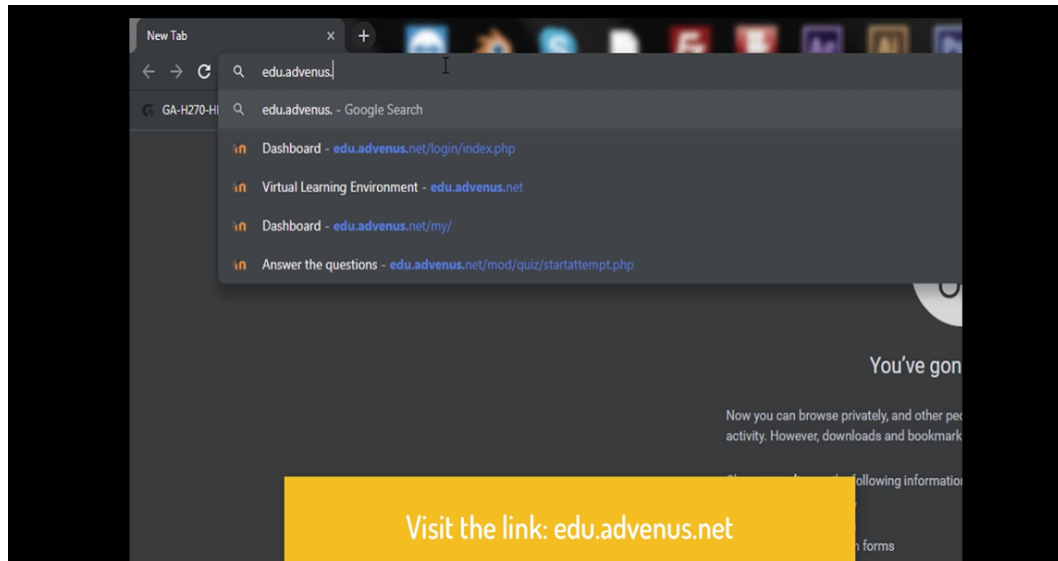 New Tab
edu.advenus.
GA-H270-H
edu.advenus. - Google Search
Dashboard - edu.advenus.net/login/index.php
Virtual Learning Environment - edu.advenus.net
Dashboard - edu.advenus.net/my/
Answer the questions - edu.advenus.net/mod/quiz/startattempt.php
You've gon
Now you can browse privately, and other peo
activity. However, downloads and bookmark
following information
forms
Visit the link: edu.advenus.net